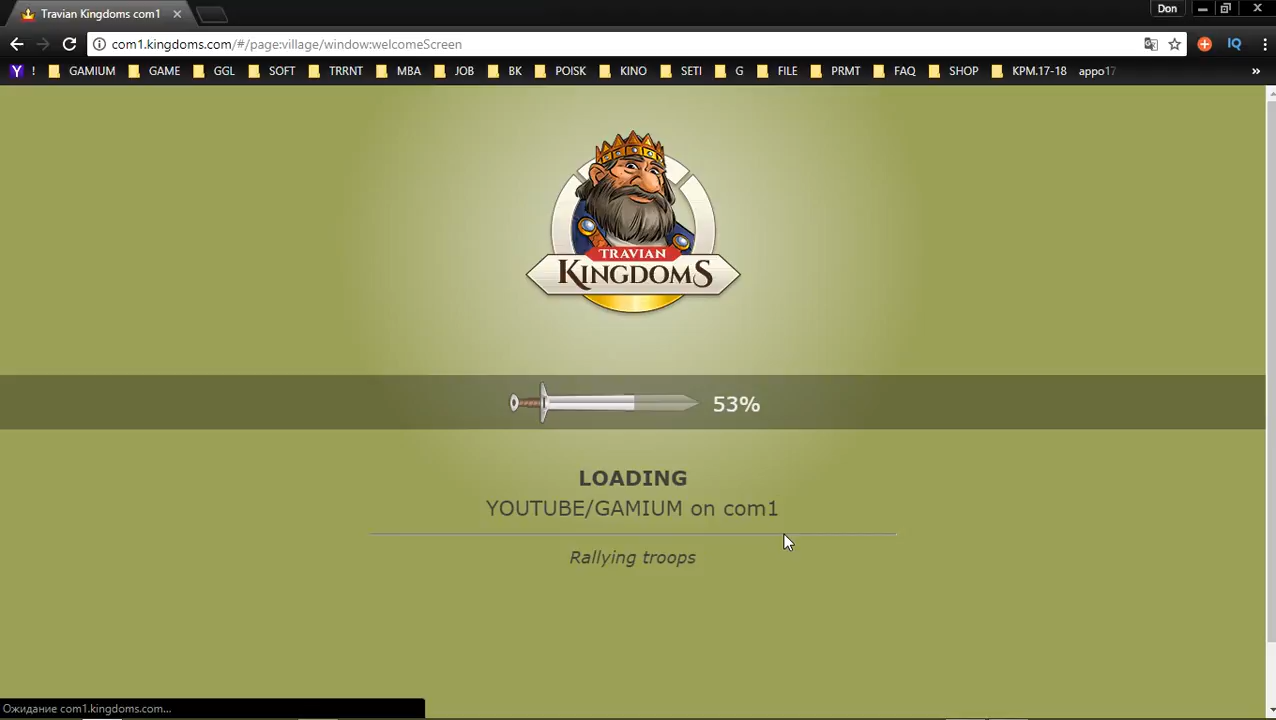 Travian Kingdoms com1
Don
com1.kingdoms.com/#/page:village/window:welcomeScreen
IQ
! GAMIUM GAME GGL SOFT TRRNT MBA JOB BK POISK KINO SETI G FILE PRMT FAQ SHOP KPM.17-18 appo17 »
TRAVIAN
KINGDOMS
53%
LOADING
YOUTUBE/GAMIUM on com1
Rallying troops
Ожидание com1.kingdoms.com...